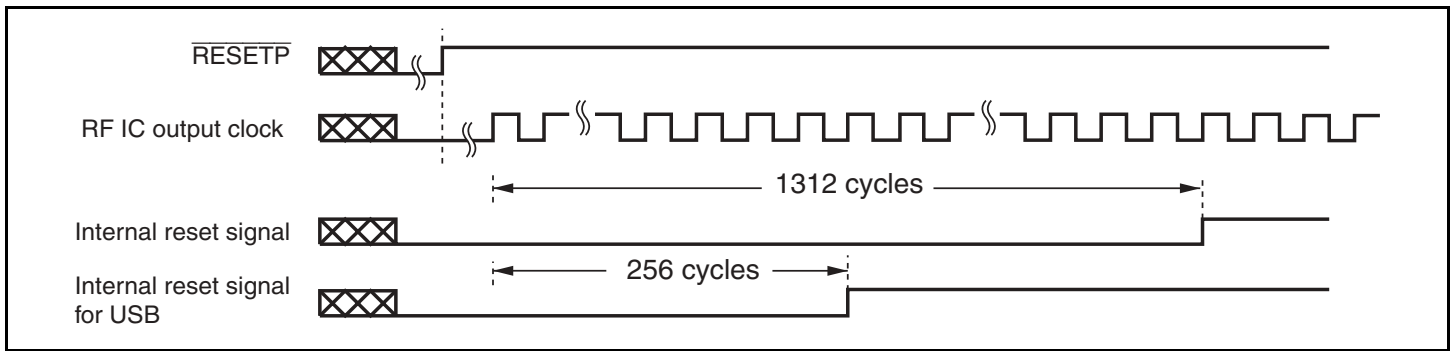 RESETP
RF IC output clock
1312 cycles
Internal reset signal
256 cycles
Internal reset signal
for USB